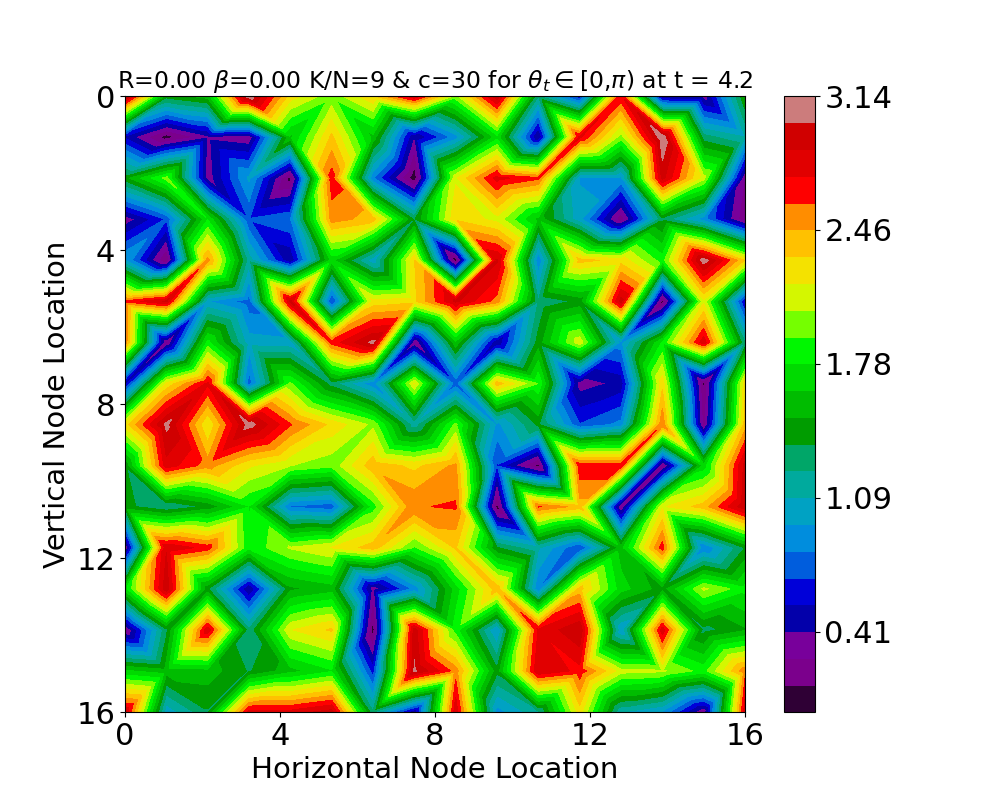 R=0.00 β=0.00 K/N=9 & c=30 for θₜ∈[0,π) at t = 4.2
0
4
8
12
16
0 4 8 12 16
Vertical Node Location
Horizontal Node Location
3.14
2.46
1.78
1.09
0.41